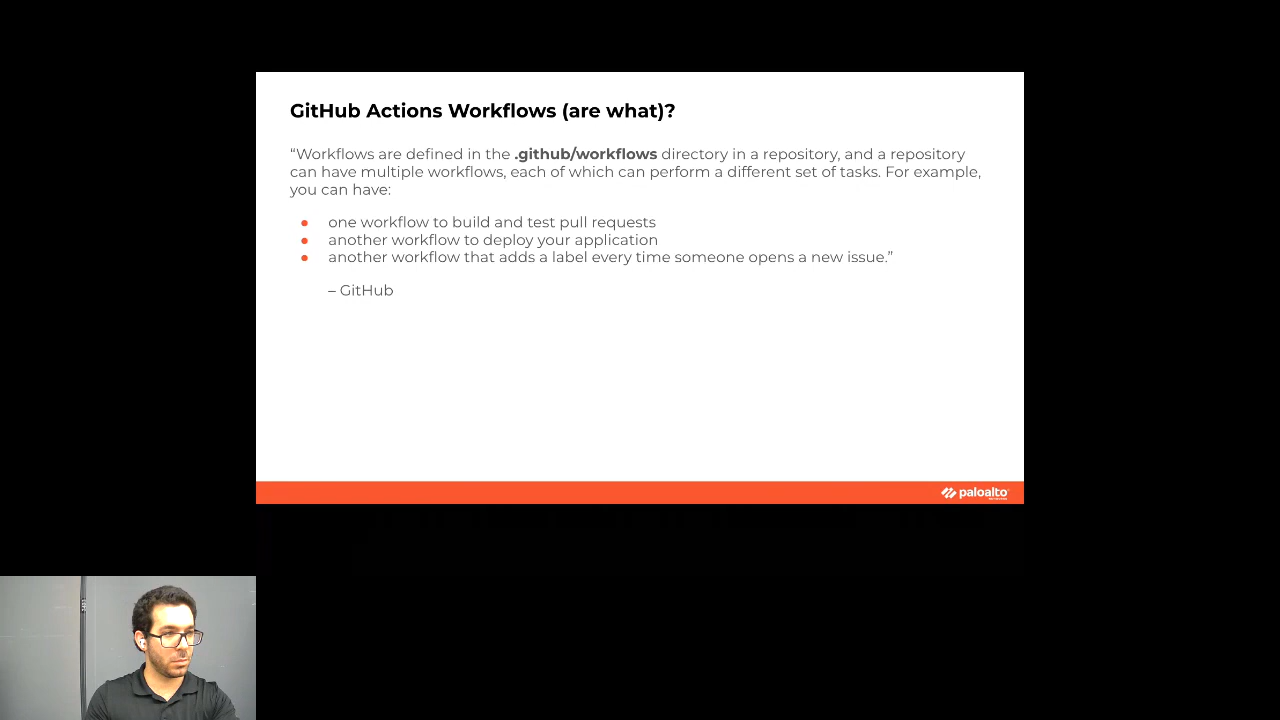 GitHub Actions Workflows (are what)?
“Workflows are defined in the .github/workflows directory in a repository, and a repository
can have multiple workflows, each of which can perform a different set of tasks. For example,
you can have:
● one workflow to build and test pull requests
● another workflow to deploy your application
● another workflow that adds a label every time someone opens a new issue.”
– GitHub
paloalto